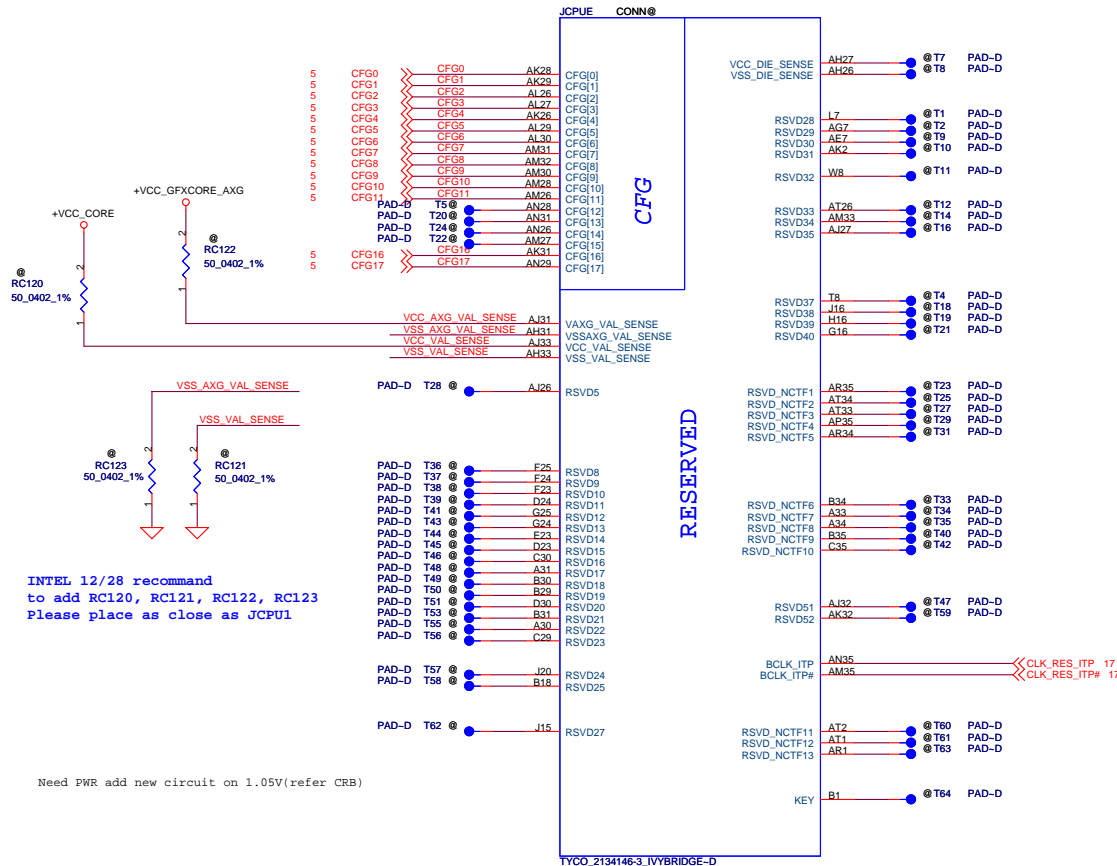 JCPUE CONN@
5 CFG0 CFG0 AK28 CFG[0]
5 CFG1 CFG1 AK29 CFG[1]
5 CFG2 CFG2 AL26 CFG[2]
5 CFG3 CFG3 AL27 CFG[3]
5 CFG4 CFG4 AK26 CFG[4]
5 CFG5 CFG5 AL29 CFG[5]
5 CFG6 CFG6 AL30 CFG[6]
5 CFG7 CFG7 AM31 CFG[7]
5 CFG8 CFG8 AM32 CFG[8]
5 CFG9 CFG9 AM30 CFG[9]
5 CFG10 CFG10 AM28 CFG[10]
5 CFG11 CFG11 AM26 CFG[11]
PAD~D T5@ AN28 CFG[12]
PAD~D T20@ AN31 CFG[13]
PAD~D T24@ AN26 CFG[14]
PAD~D T22@ AM27 CFG[15]
5 CFG16 CFG16 AK31 CFG[16]
5 CFG17 CFG17 AN29 CFG[17]
CFG
+VCC_GFXCORE_AXG
+VCC_CORE
2
@
RC122
50_0402_1%
1
2
@
RC120
50_0402_1%
1
VCC_AXG_VAL_SENSE AJ31 VAXG_VAL_SENSE
VSS_AXG_VAL_SENSE AH31 VSSAXG_VAL_SENSE
VCC_VAL_SENSE AJ33 VCC_VAL_SENSE
VSS_VAL_SENSE AH33 VSS_VAL_SENSE
PAD~D T28 @ AJ26 RSVD5
VSS_AXG_VAL_SENSE
VSS_VAL_SENSE
2
@
RC123
50_0402_1%
1
2
@
RC121
50_0402_1%
1
PAD~D T36 @ F25 RSVD8
PAD~D T37 @ F24 RSVD9
PAD~D T38 @ F23 RSVD10
PAD~D T39 @ D24 RSVD11
PAD~D T41 @ G25 RSVD12
PAD~D T43 @ G24 RSVD13
PAD~D T44 @ E23 RSVD14
PAD~D T45 @ D23 RSVD15
PAD~D T46 @ C30 RSVD16
PAD~D T48 @ A31 RSVD17
PAD~D T49 @ B30 RSVD18
PAD~D T50 @ B29 RSVD19
PAD~D T51 @ D30 RSVD20
PAD~D T53 @ B31 RSVD21
PAD~D T55 @ A30 RSVD22
PAD~D T56 @ C29 RSVD23
PAD~D T57 @ J20 RSVD24
PAD~D T58 @ B18 RSVD25
PAD~D T62 @ J15 RSVD27
INTEL 12/28 recommand
to add RC120, RC121, RC122, RC123
Please place as close as JCPU1
Need PWR add new circuit on 1.05V(refer CRB)
RESERVED
VCC_DIE_SENSE AH27 @T7 PAD~D
VSS_DIE_SENSE AH26 @T8 PAD~D
RSVD28 L7 @T1 PAD~D
RSVD29 AG7 @T2 PAD~D
RSVD30 AE7 @T9 PAD~D
RSVD31 AK2 @T10 PAD~D
RSVD32 W8 @T11 PAD~D
RSVD33 AT26 @T12 PAD~D
RSVD34 AM33 @T14 PAD~D
RSVD35 AJ27 @T16 PAD~D
RSVD37 T8 @T4 PAD~D
RSVD38 J16 @T18 PAD~D
RSVD39 H16 @T19 PAD~D
RSVD40 G16 @T21 PAD~D
RSVD_NCTF1 AR35 @T23 PAD~D
RSVD_NCTF2 AT34 @T25 PAD~D
RSVD_NCTF3 AT33 @T27 PAD~D
RSVD_NCTF4 AP35 @T29 PAD~D
RSVD_NCTF5 AR34 @T31 PAD~D
RSVD_NCTF6 B34 @T33 PAD~D
RSVD_NCTF7 A33 @T34 PAD~D
RSVD_NCTF8 A34 @T35 PAD~D
RSVD_NCTF9 B35 @T40 PAD~D
RSVD_NCTF10 C35 @T42 PAD~D
RSVD51 AJ32 @T47 PAD~D
RSVD52 AK32 @T59 PAD~D
BCLK_ITP AN35 CLK_RES_ITP 17
BCLK_ITP# AM35 CLK_RES_ITP# 17
RSVD_NCTF11 AT2 @T60 PAD~D
RSVD_NCTF12 AT1 @T61 PAD~D
RSVD_NCTF13 AR1 @T63 PAD~D
KEY B1 @T64 PAD~D
TYCO_2134146-3_IVYBRIDGE~D